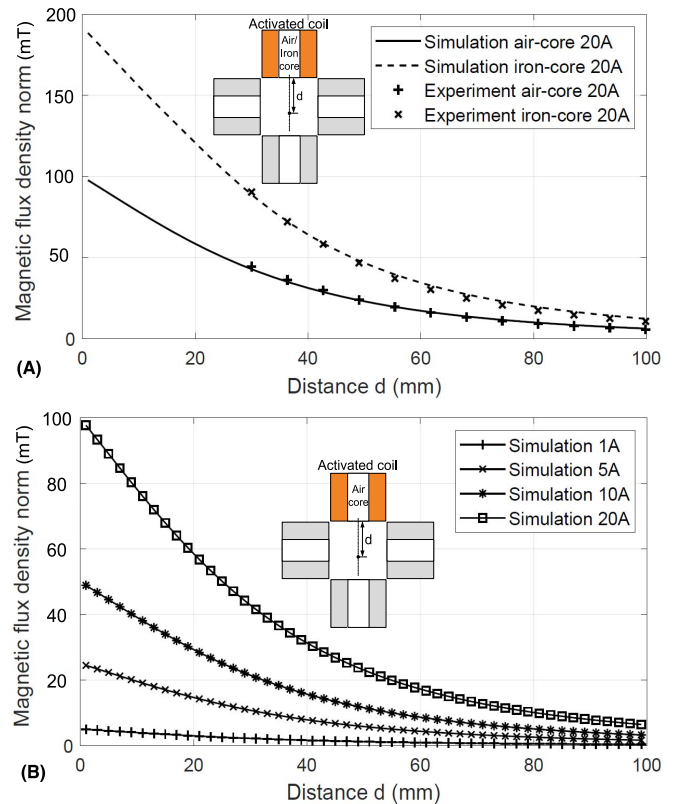 200
150
100
50
0
Magnetic flux density norm (mT)
Activated coil
Air/
Iron
core
d
Simulation air-core 20A
Simulation iron-core 20A
Experiment air-core 20A
Experiment iron-core 20A
0 20 40 60 80 100
(A)
Distance d (mm)
100
80
60
40
20
0
Magnetic flux density norm (mT)
Activated coil
Air
core
d
Simulation 1A
Simulation 5A
Simulation 10A
Simulation 20A
0 20 40 60 80 100
(B)
Distance d (mm)